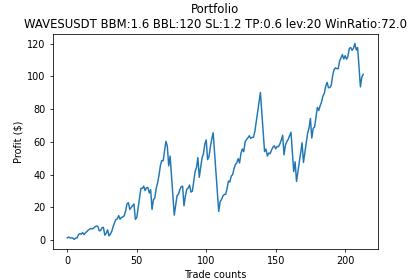 Portfolio
WAVESUSDT BBM:1.6 BBL:120 SL:1.2 TP:0.6 lev:20 WinRatio:72.0
120
100
80
60
40
20
0
Profit ($)
0 50 100 150 200
Trade counts